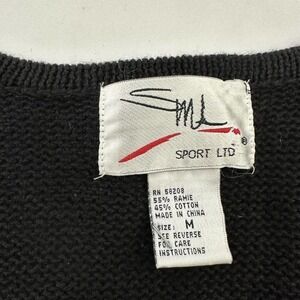 SML
®
SPORT LTD
RN 58208
55% RAMIE
45% COTTON
MADE IN CHINA
SIZE: M
SEE REVERSE
FOR CARE
INSTRUCTIONS